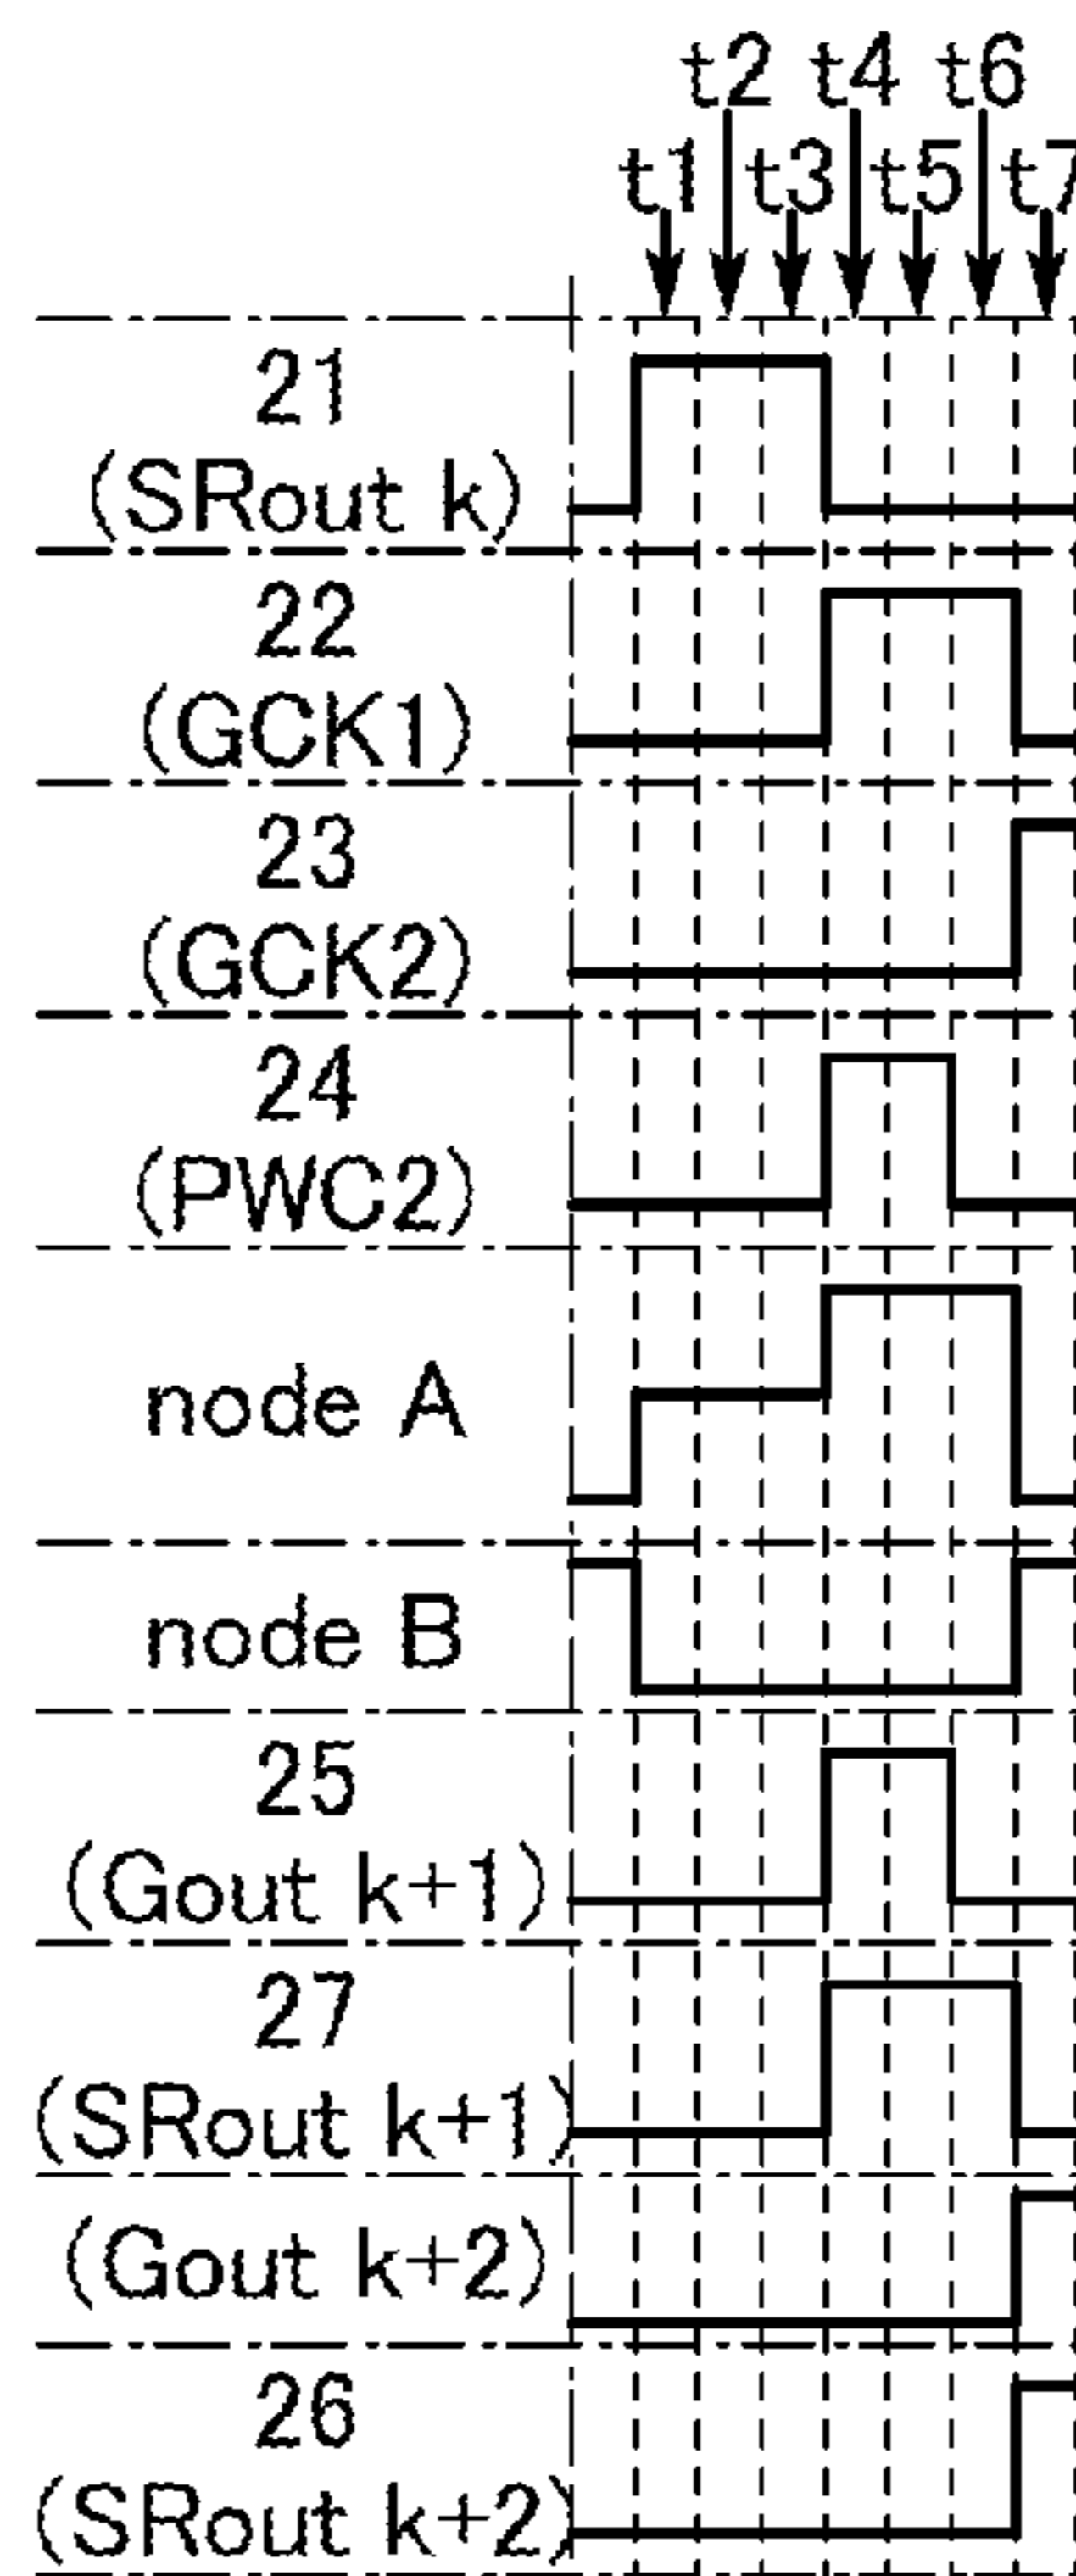 t2 t4 t6
t1 t3 t5 t7
21
(SRout k)
22
(GCK1)
23
(GCK2)
24
(PWC2)
node A
node B
25
(Gout k+1)
27
(SRout k+1)
(Gout k+2)
26
(SRout k+2)